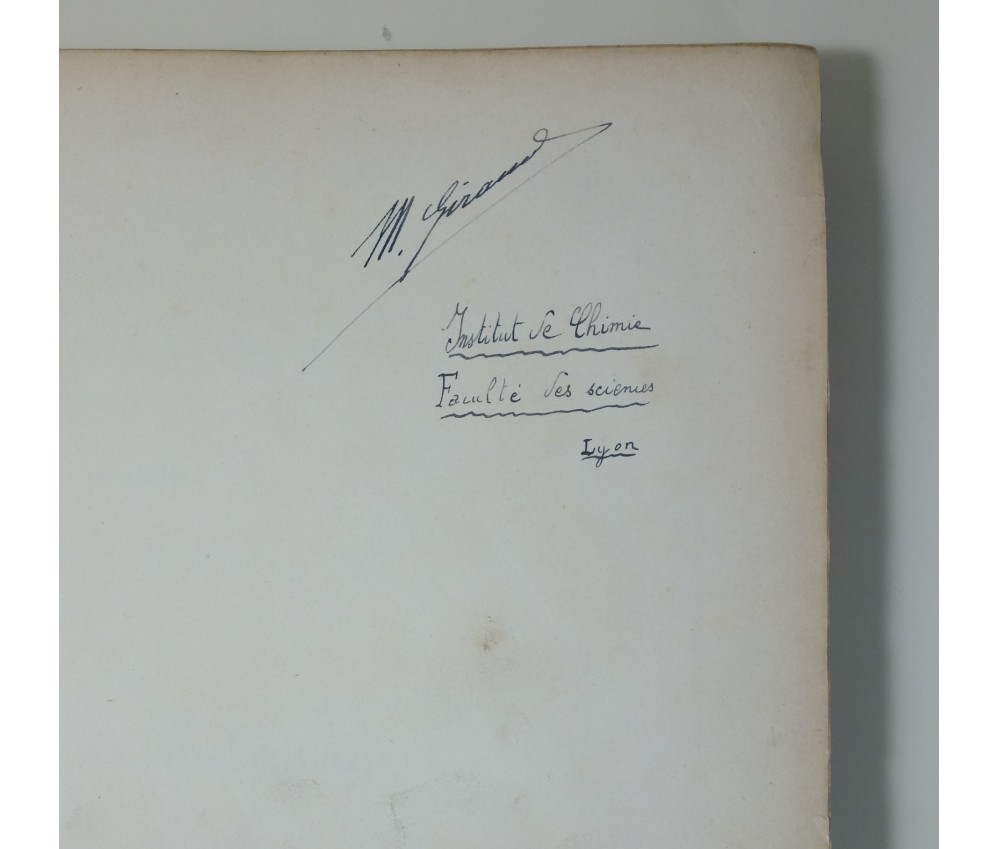 M. Giraud
Institut de Chimie
Faculté des sciences
Lyon